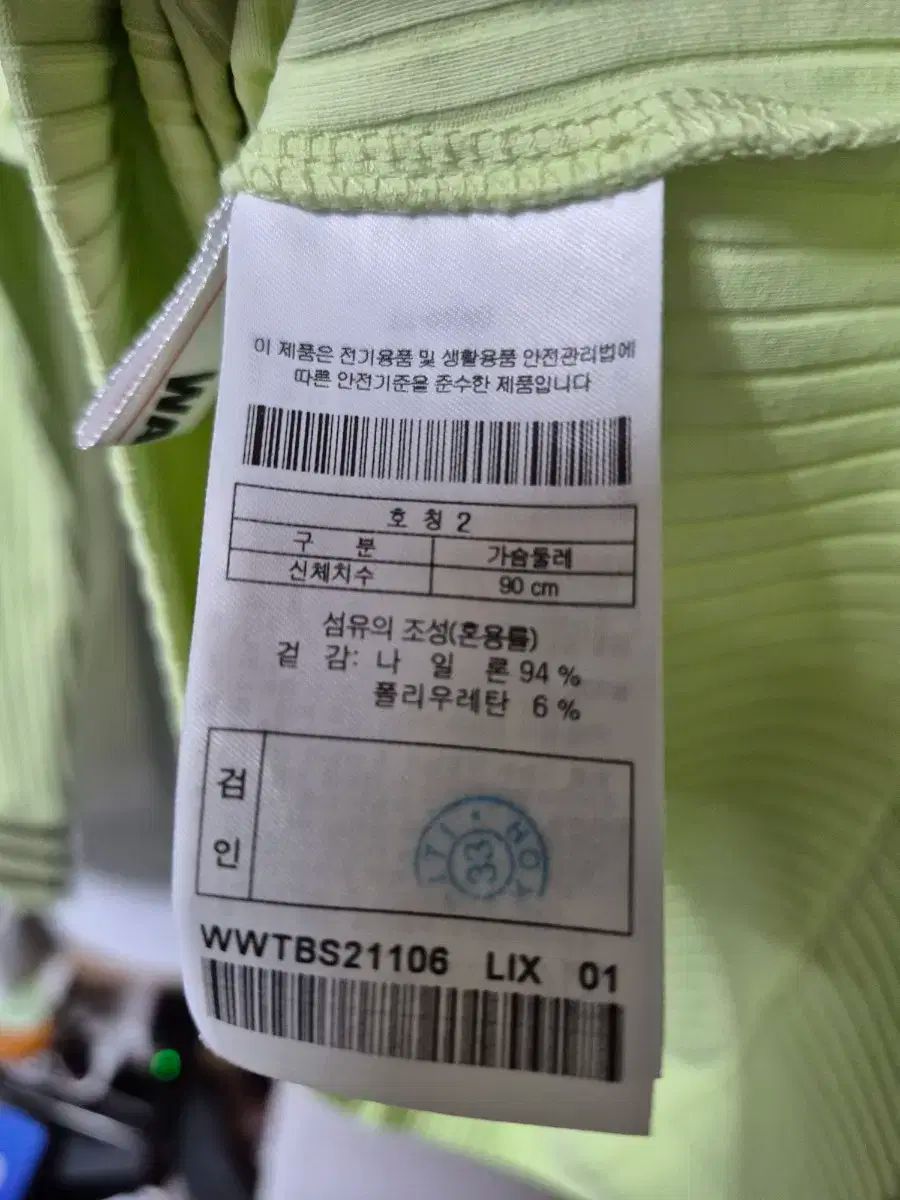 이 제품은 전기용품 및 생활용품 안전관리법에
따른 안전기준을 준수한 제품입니다
호 칭 2
구 분 가슴둘레
신체치수 90 cm
섬유의 조성(혼용률)
겉 감: 나 일 론 94 %
폴리우레탄 6 %
검
인
33
WWTBS21106 LIX 01
WA